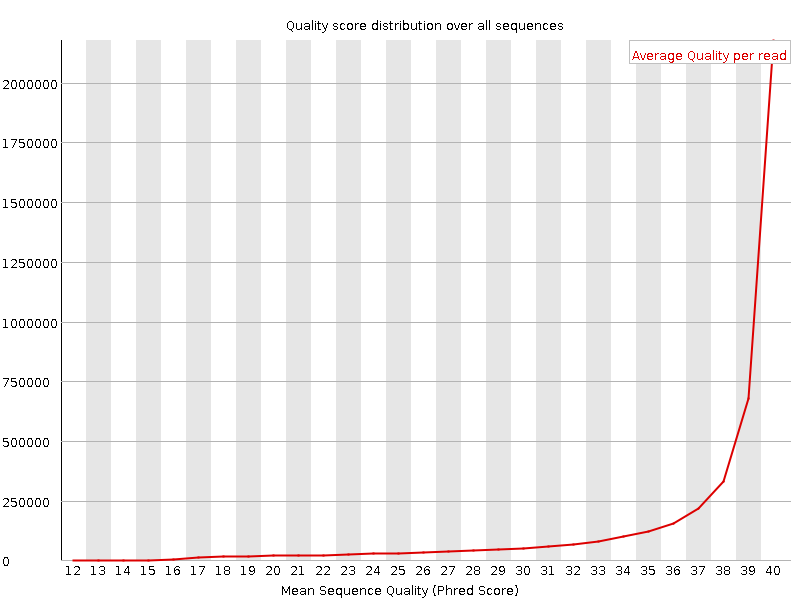 Quality score distribution over all sequences
Average Quality per read
2000000
1750000
1500000
1250000
1000000
750000
500000
250000
0
12 13 14 15 16 17 18 19 20 21 22 23 24 25 26 27 28 29 30 31 32 33 34 35 36 37 38 39 40
Mean Sequence Quality (Phred Score)